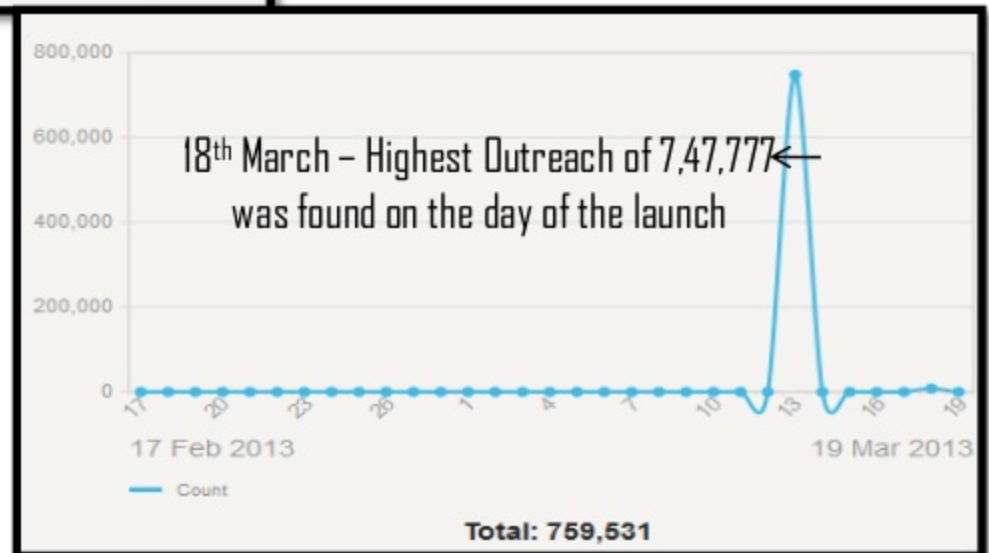 800,000
600,000
18th March – Highest Outreach of 7,47,777
was found on the day of the launch
400,000
200,000
0
17 20 23 26 1 4 7 10 13 16 19
17 Feb 2013 19 Mar 2013
Count
Total: 759,531